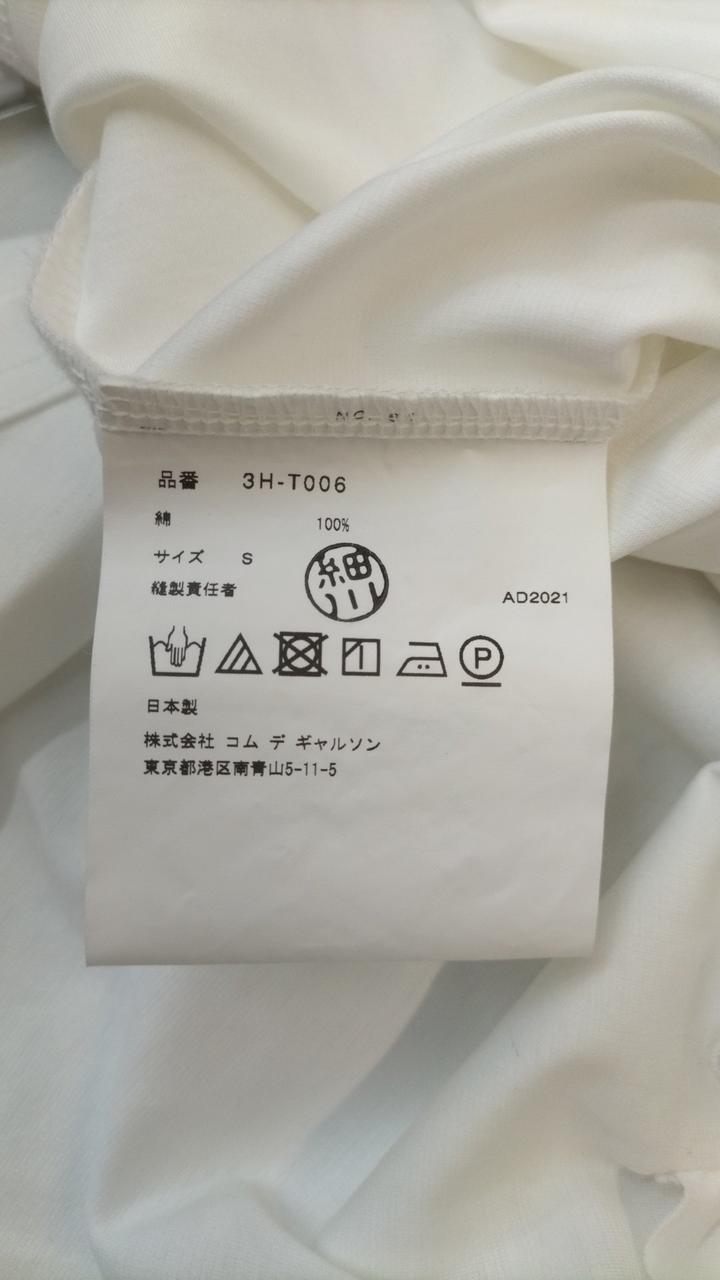 品番 3H-T006
綿 100%
サイズ S
細川
縫製責任者
AD2021
P
日本製
株式会社 コム デ ギャルソン
東京都港区南青山5-11-5